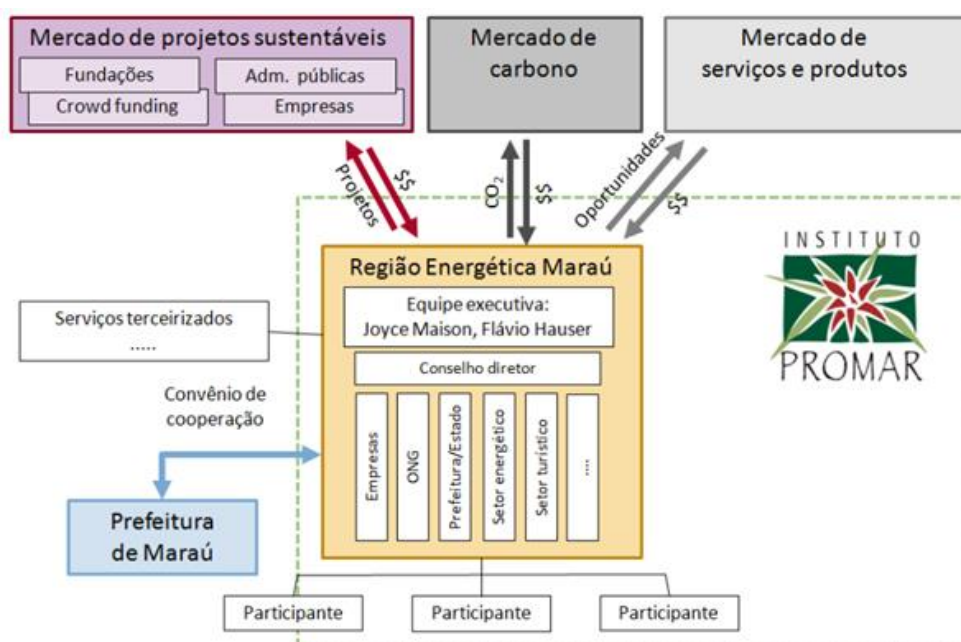 Mercado de projetos sustentáveis
Fundações
Adm. públicas
Crowd funding
Empresas
Mercado de
carbono
Mercado de
serviços e produtos
Projetos
$$
CO₂
$$
Oportunidades
$$
INSTITUTO
PROMAR
Região Energética Maraú
Equipe executiva:
Joyce Maison, Flávio Hauser
Conselho diretor
Empresas
ONG
Prefeitura/Estado
Setor energético
Setor turístico
....
Serviços terceirizados
.....
Convênio de
cooperação
Prefeitura
de Maraú
Participante
Participante
Participante